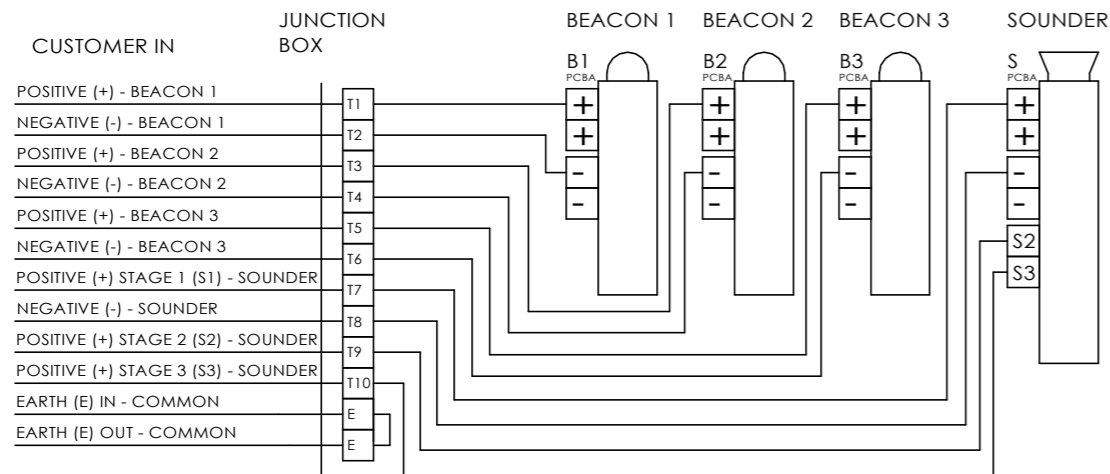 JUNCTION
BOX
BEACON 1
BEACON 2
BEACON 3
SOUNDER
CUSTOMER IN
B1
PCBA
B2
PCBA
B3
PCBA
S
PCBA
POSITIVE (+) - BEACON 1
T1
NEGATIVE (-) - BEACON 1
T2
POSITIVE (+) - BEACON 2
T3
NEGATIVE (-) - BEACON 2
T4
POSITIVE (+) - BEACON 3
T5
NEGATIVE (-) - BEACON 3
T6
POSITIVE (+) STAGE 1 (S1) - SOUNDER
T7
NEGATIVE (-) - SOUNDER
T8
POSITIVE (+) STAGE 2 (S2) - SOUNDER
T9
POSITIVE (+) STAGE 3 (S3) - SOUNDER
T10
EARTH (E) IN - COMMON
E
EARTH (E) OUT - COMMON
E
+
+
-
-
+
+
-
-
+
+
-
-
+
+
-
-
S2
S3